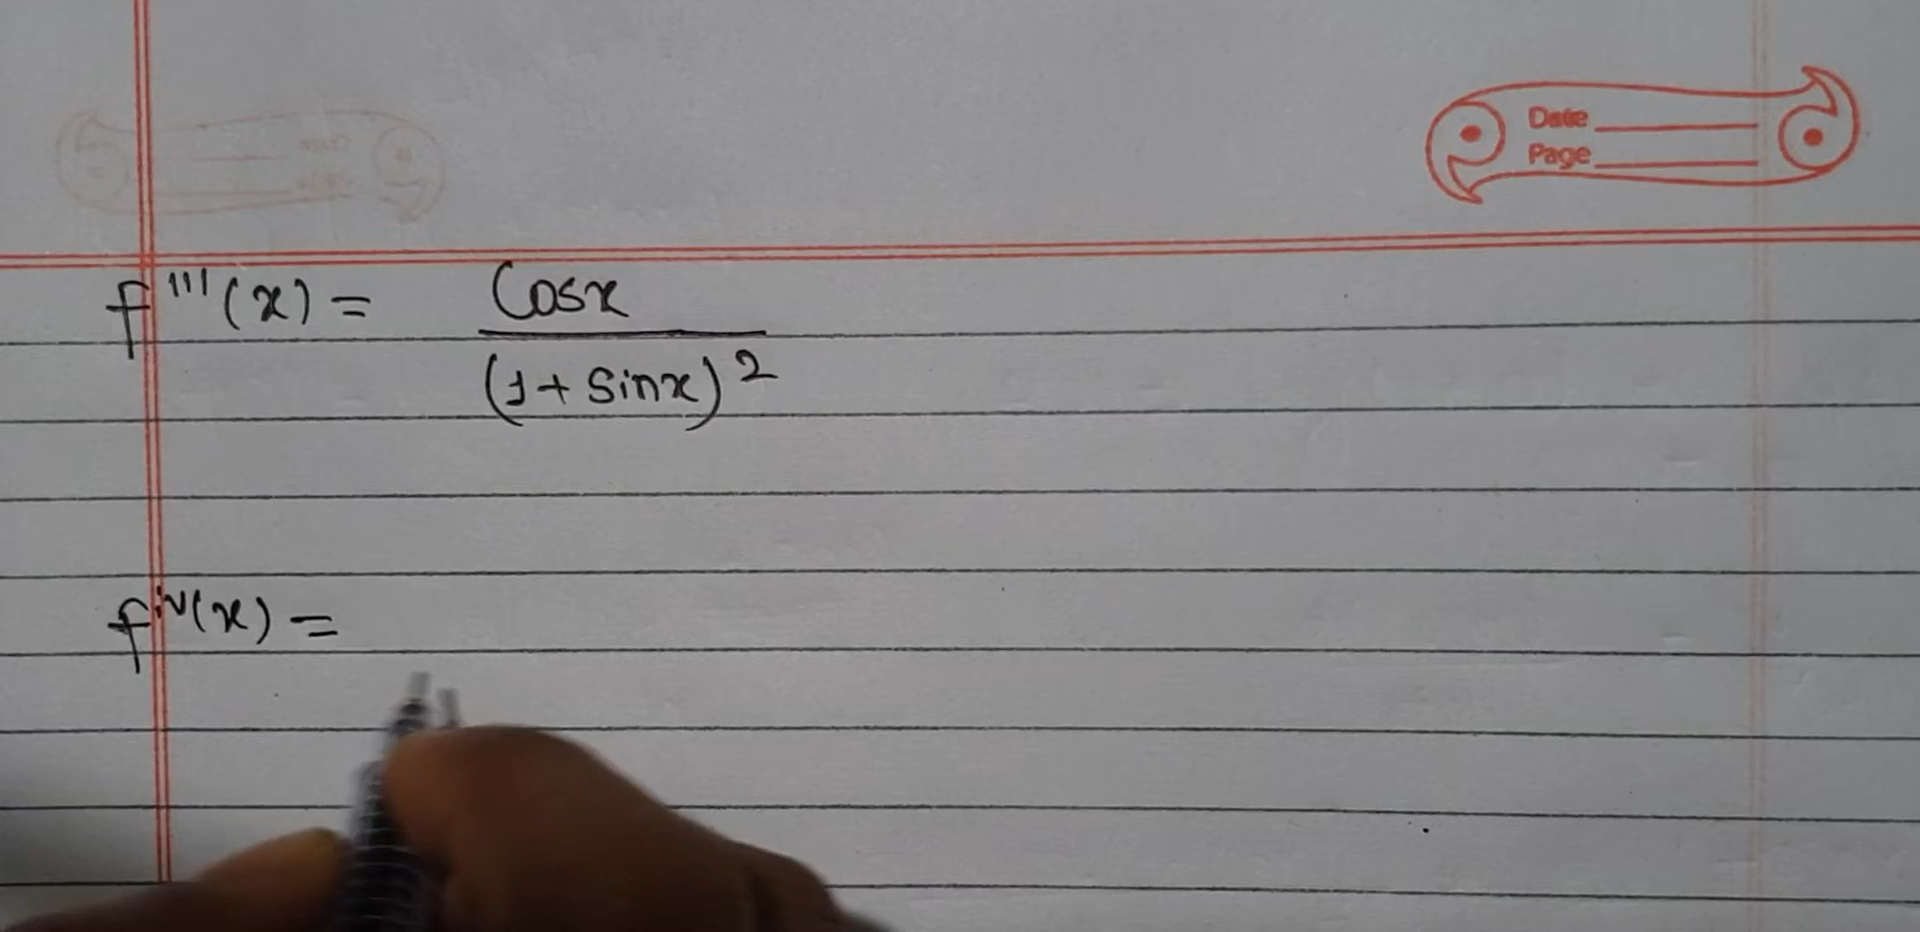 Date
Page
f'''(x) = Cosx
(1 + Sinx)²
f^iv(x) =